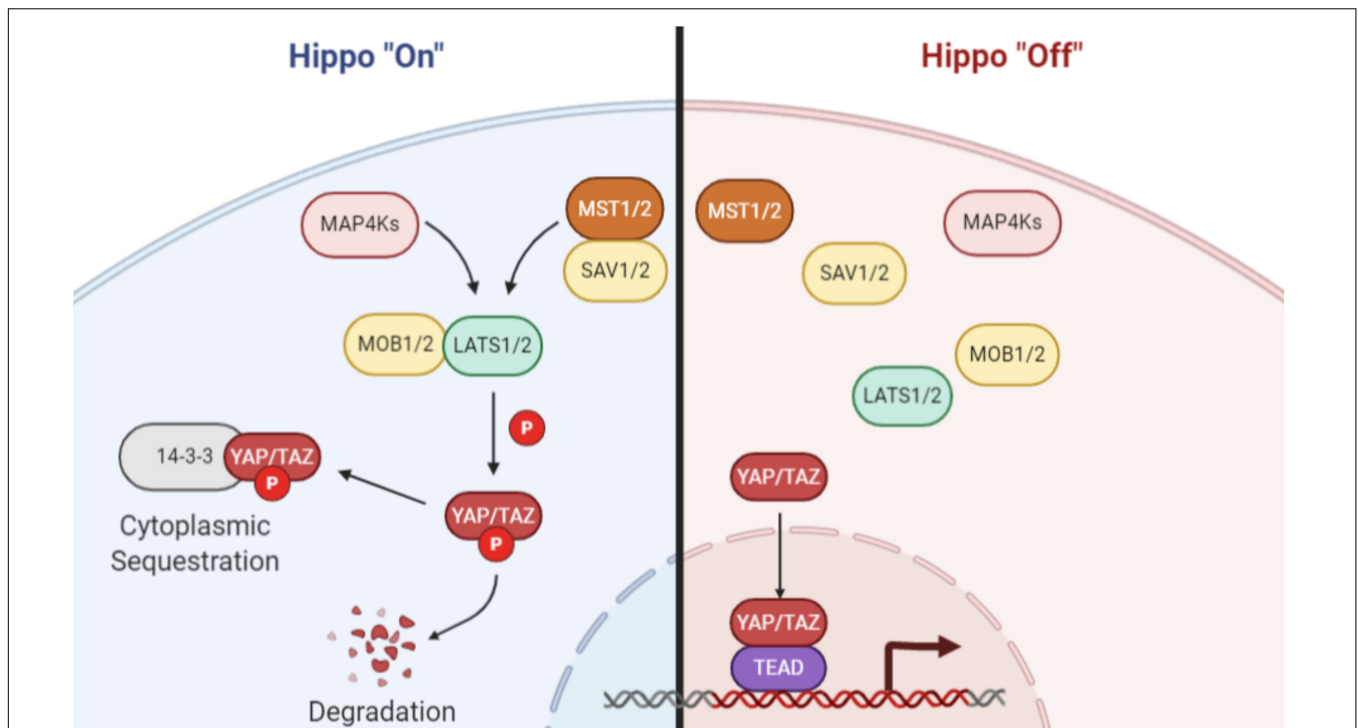 Hippo "On"
Hippo "Off"
MAP4Ks
MST1/2
SAV1/2
MOB1/2
LATS1/2
P
14-3-3
YAP/TAZ
P
Cytoplasmic
Sequestration
YAP/TAZ
P
Degradation
MST1/2
MAP4Ks
SAV1/2
MOB1/2
LATS1/2
YAP/TAZ
YAP/TAZ
TEAD